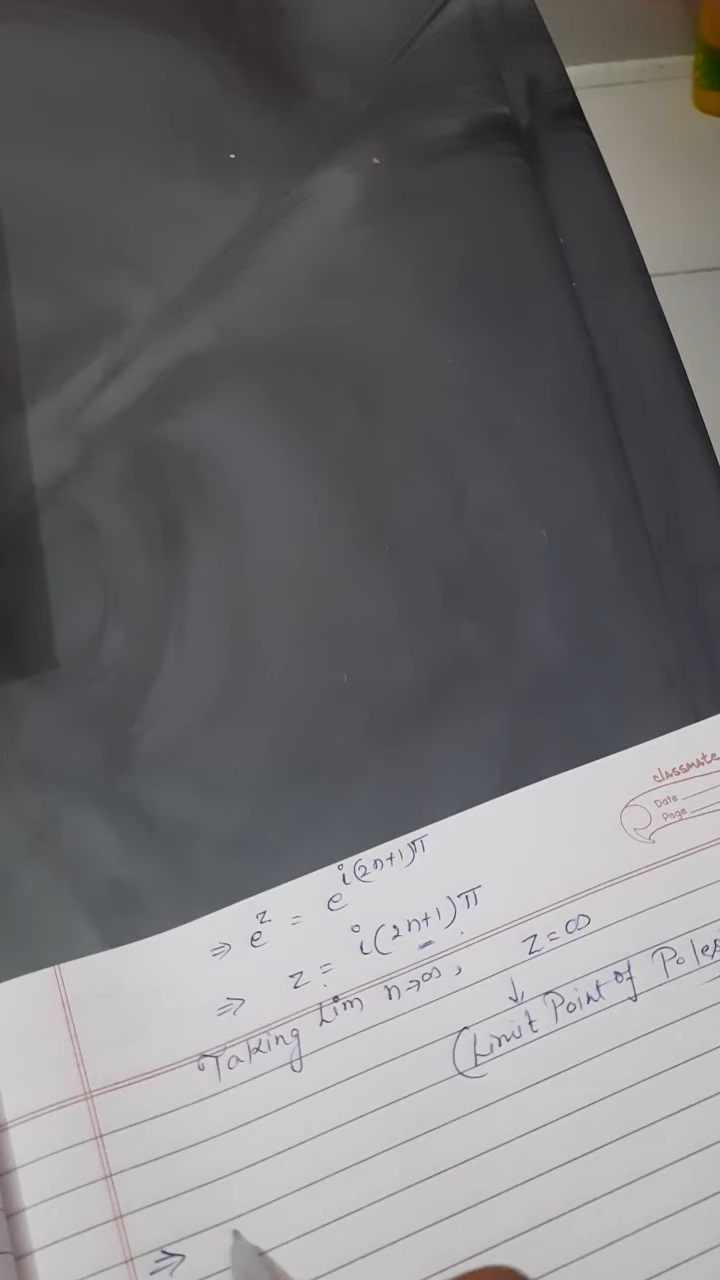 classmate
Date
Page
⇒ e^z = e^{i(2n+1)π}
⇒ z = i(2n+1)π
Taking Lim n→∞, z=∞
↓
(Limit Point of Poles
⇒